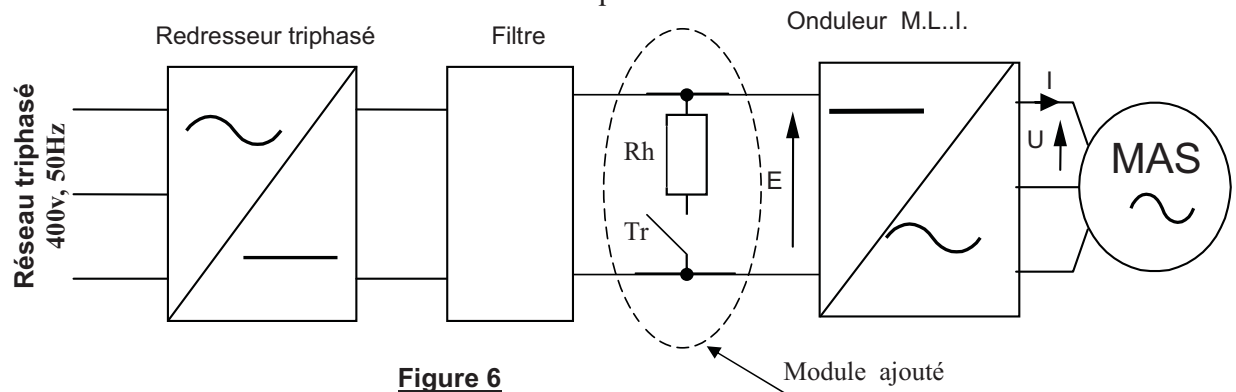 Redresseur triphasé
Filtre
Onduleur M.L..I.
Réseau triphasé
400v, 50Hz
Rh
Tr
E
I
U
MAS
Module ajouté
Figure 6